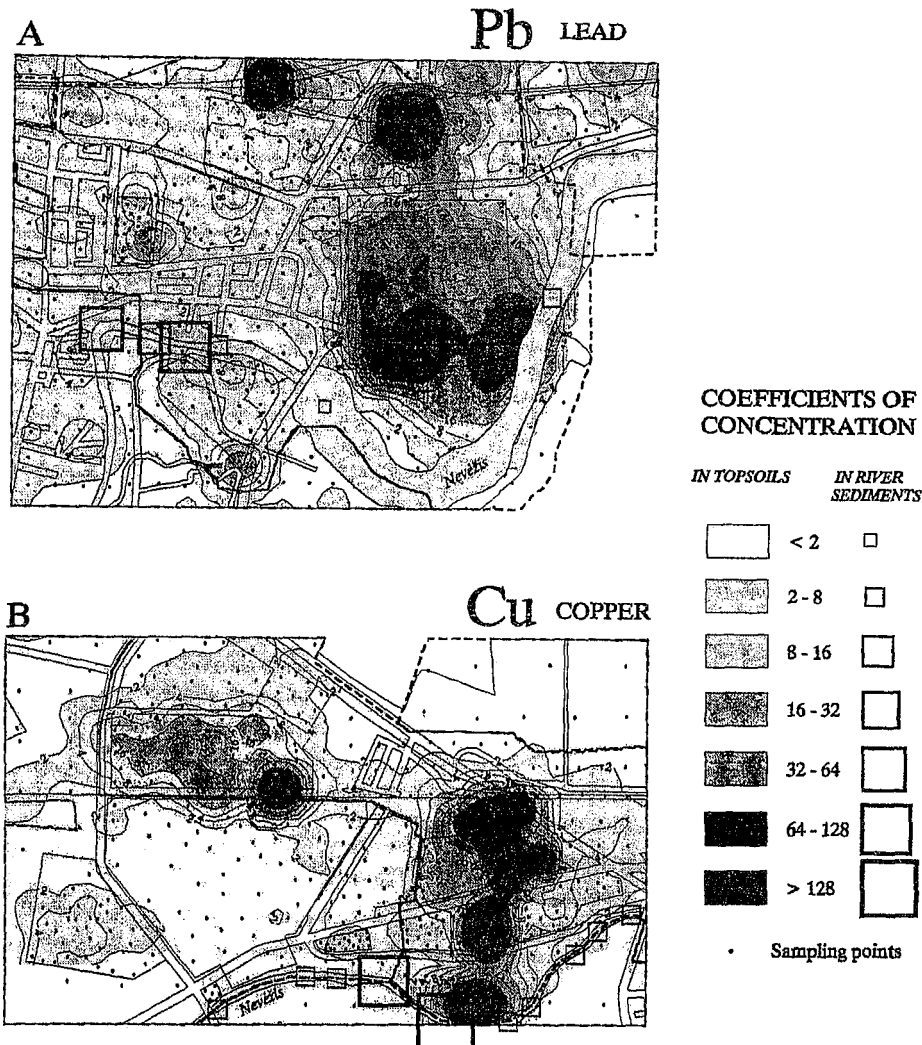 A
Pb LEAD
Nevėžis
B
Cu COPPER
Nevėžis
COEFFICIENTS OF
CONCENTRATION
IN TOPSOILS IN RIVER
SEDIMENTS
< 2
2 - 8
8 - 16
16 - 32
32 - 64
64 - 128
> 128
• Sampling points